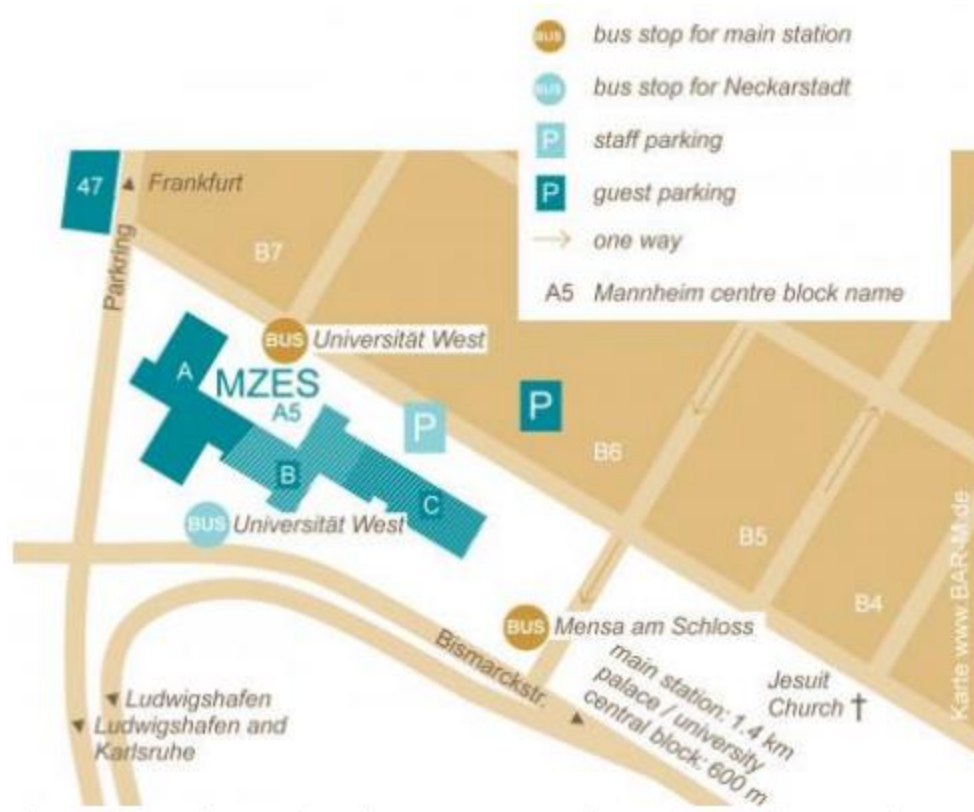 BUS bus stop for main station
BUS bus stop for Neckarstadt
P staff parking
P guest parking
one way
A5 Mannheim centre block name
47
Frankfurt
Parkring
B7
BUS Universität West
A
MZES
A5
P
P
B
C
B6
BUS Universität West
B5
B4
BUS Mensa am Schloss
Bismarckstr.
main station: 1.4 km
palace / university
central block: 600 m
Jesuit
Church
Ludwigshafen
Ludwigshafen and
Karlsruhe
Karte www.BAR-M.de